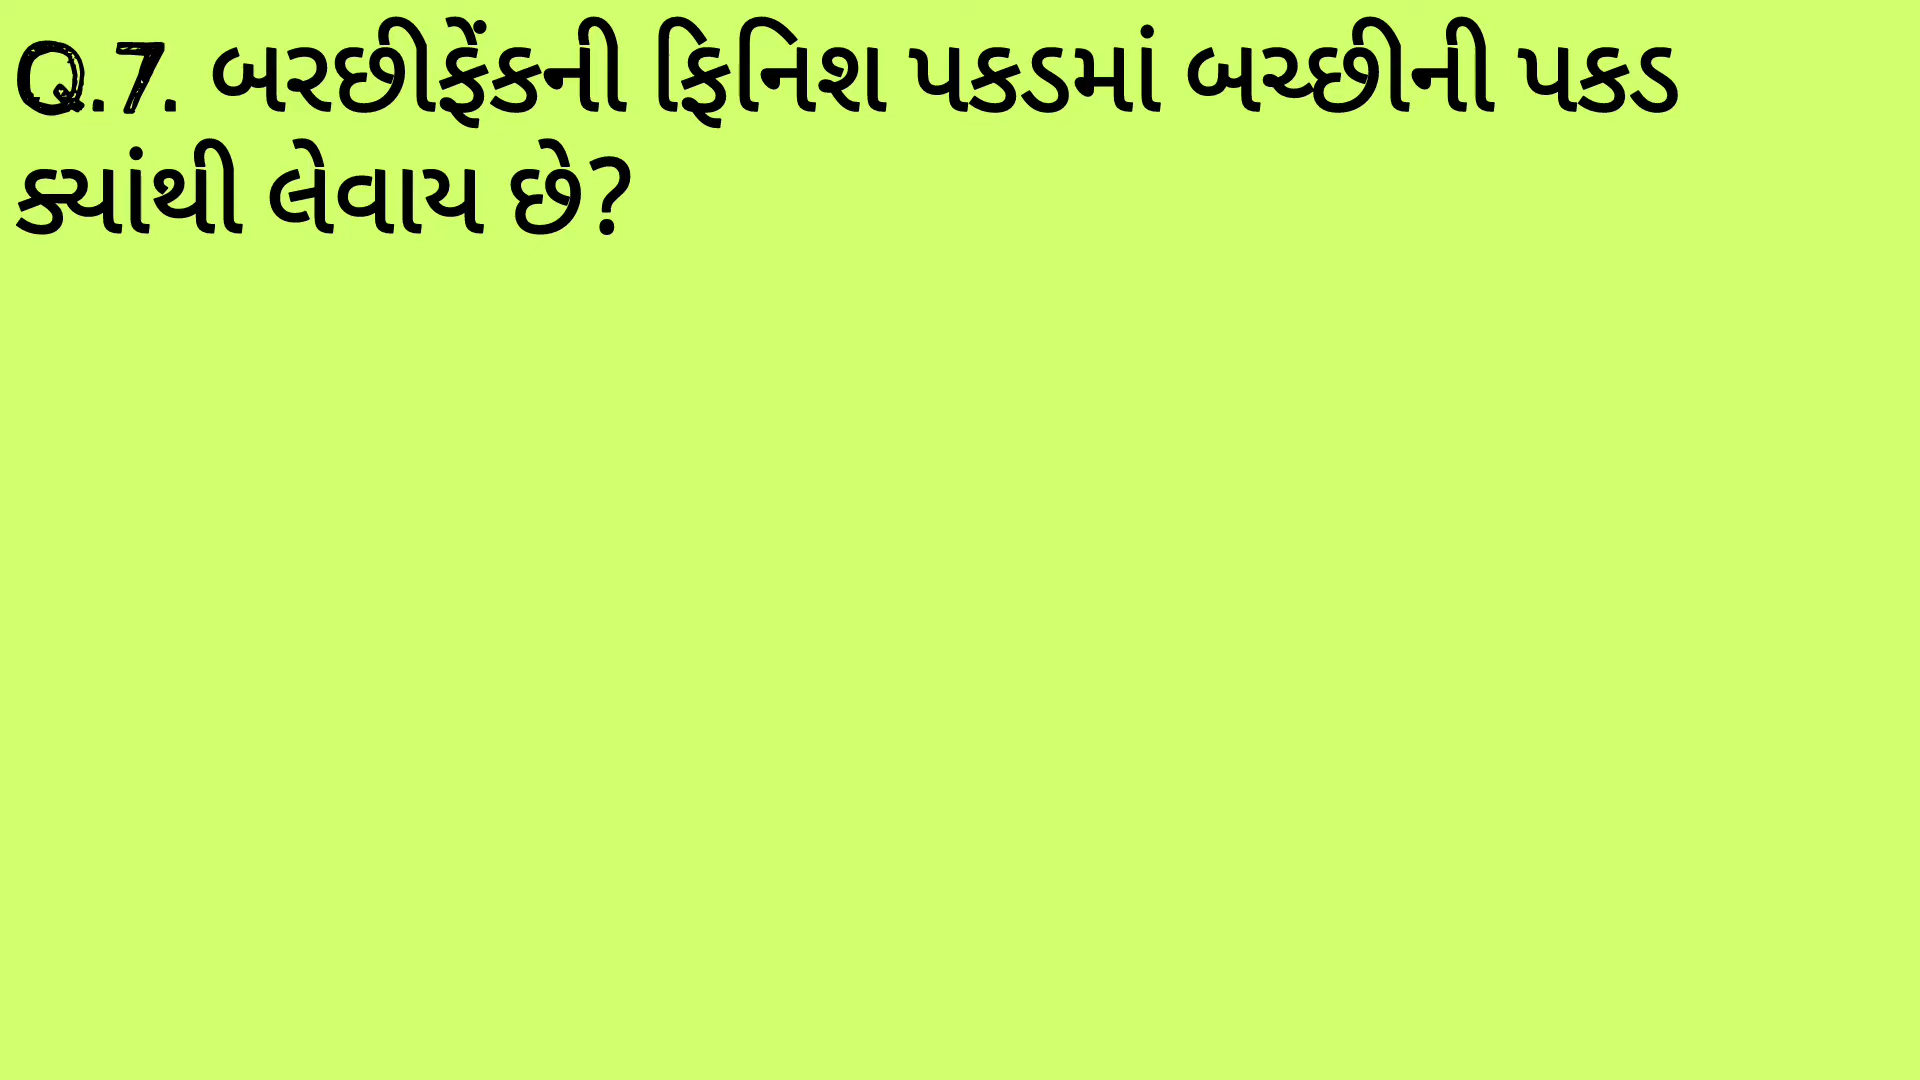 Q.7. બરછીફેંકની ફિનિશ પકડમાં બચ્છીની પકડ
ક્યાંથી લેવાય છે?